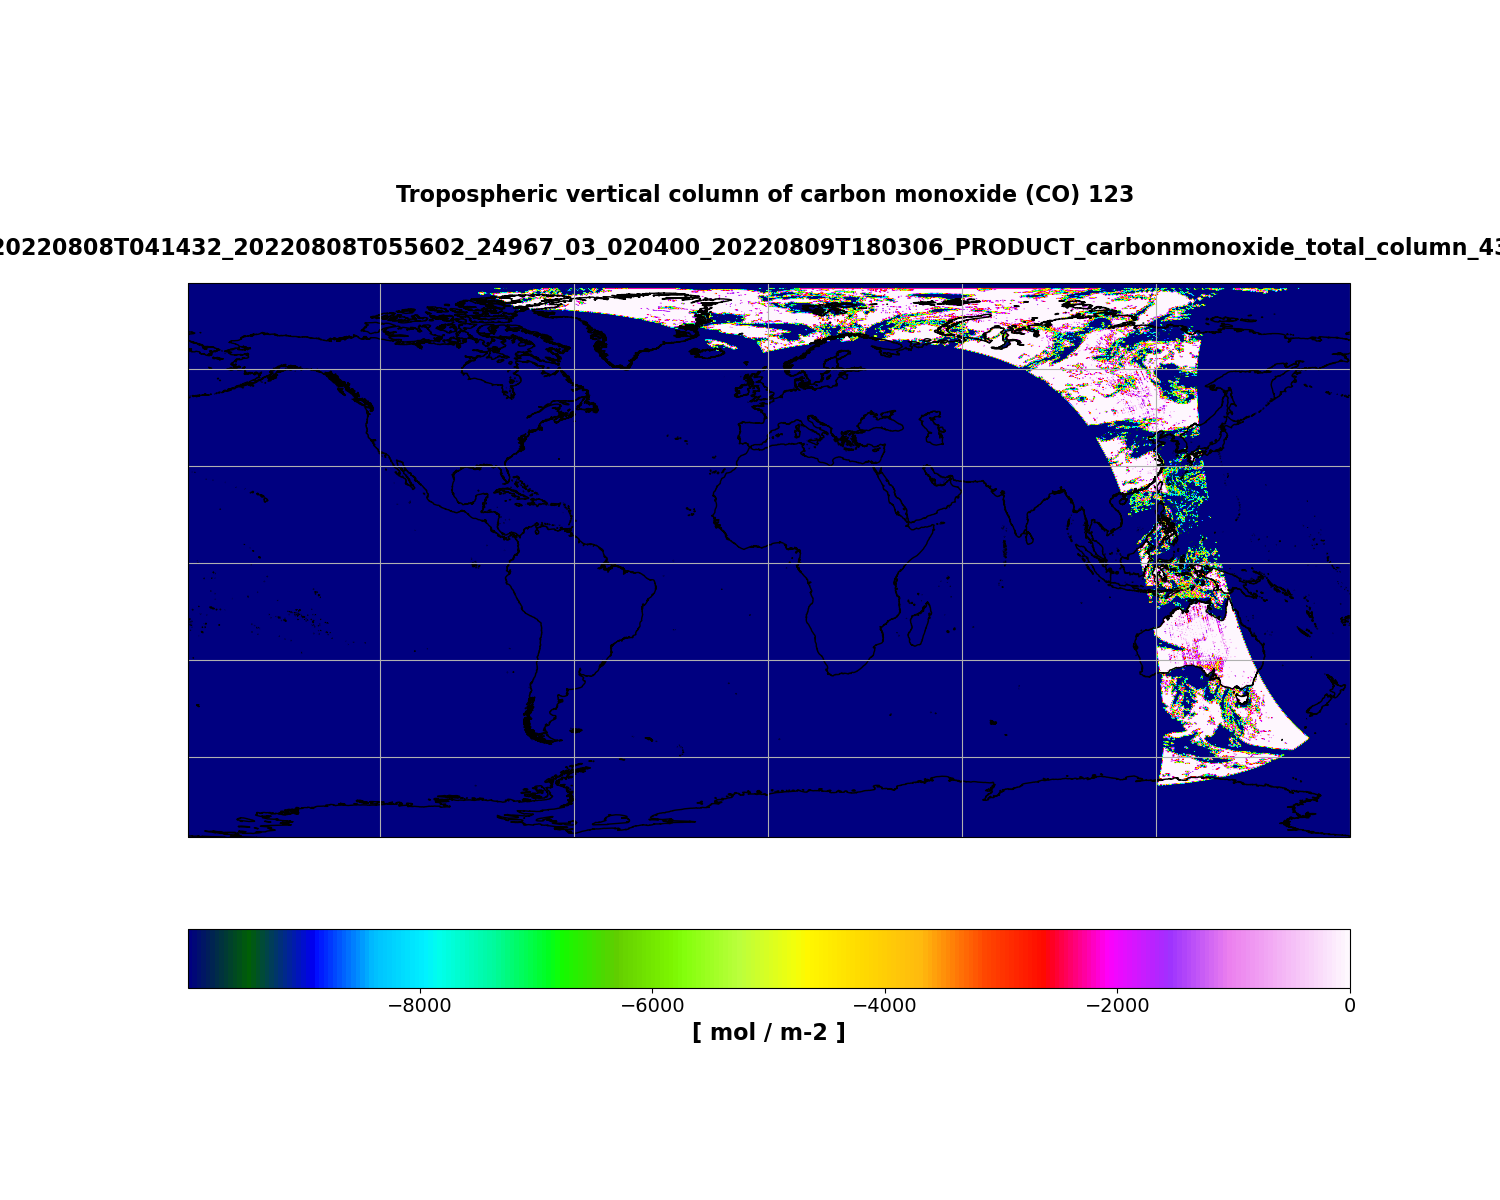 Tropospheric vertical column of carbon monoxide (CO) 123
20220808T041432_20220808T055602_24967_03_020400_20220809T180306_PRODUCT_carbonmonoxide_total_column_43
−8000 −6000 −4000 −2000 0
[ mol / m-2 ]